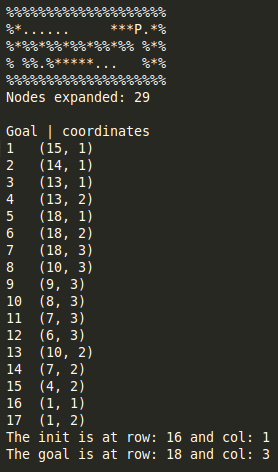 %%%%%%%%%%%%%%%%%%%%
%*......     ***P.*%
%*%%*%%*%%*%%*%% %*%
% %%.%*****...   %*%
%%%%%%%%%%%%%%%%%%%%
Nodes expanded: 29

Goal | coordinates
1   (15, 1)
2   (14, 1)
3   (13, 1)
4   (13, 2)
5   (18, 1)
6   (18, 2)
7   (18, 3)
8   (10, 3)
9   (9, 3)
10  (8, 3)
11  (7, 3)
12  (6, 3)
13  (10, 2)
14  (7, 2)
15  (4, 2)
16  (1, 1)
17  (1, 2)
The init is at row: 16 and col: 1
The goal is at row: 18 and col: 3